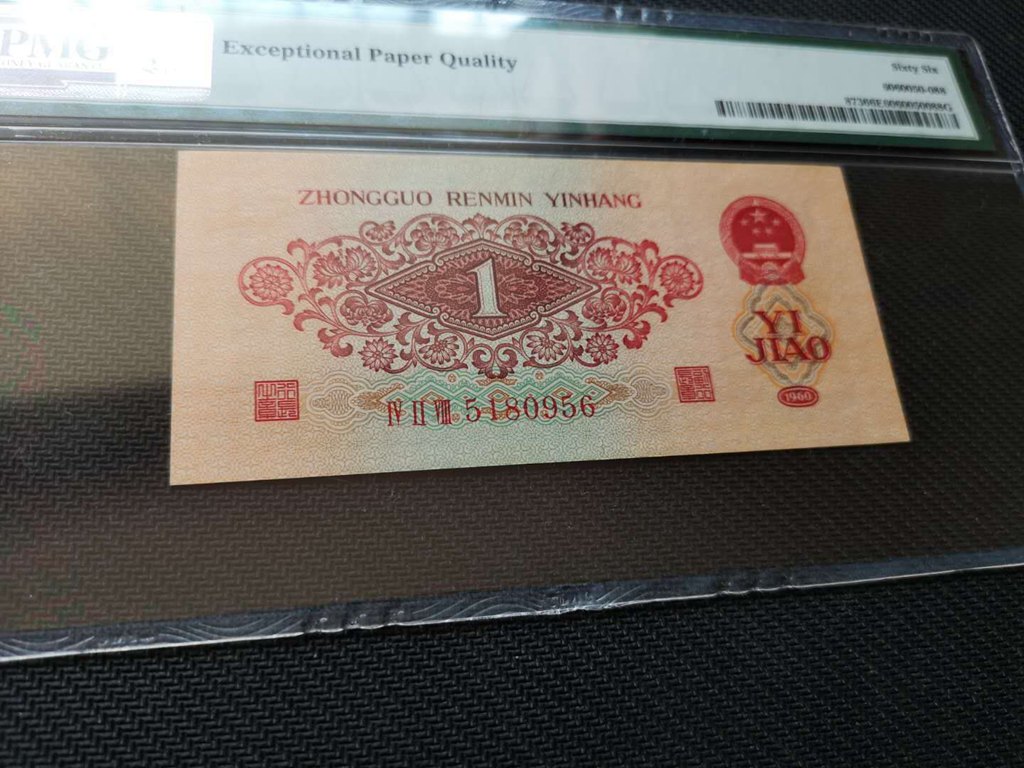 PMG
Exceptional Paper Quality
Sixty Six
ZHONGGUO RENMIN YINHANG
1
YI
JIAO
1960
IV II VIII 5180956